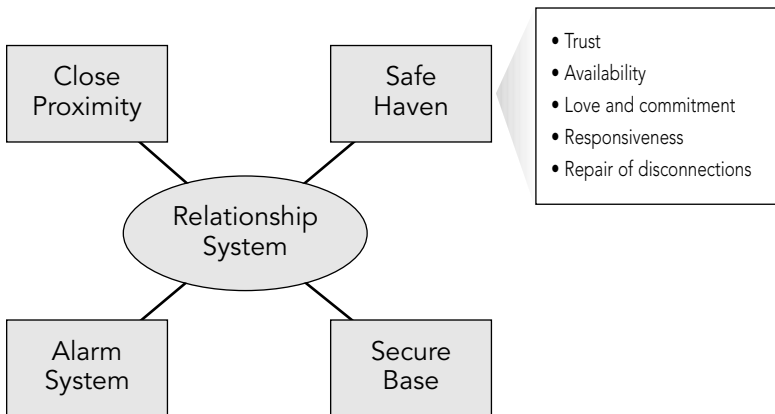 Close
Proximity
Safe
Haven
• Trust
• Availability
• Love and commitment
• Responsiveness
• Repair of disconnections
Relationship
System
Alarm
System
Secure
Base